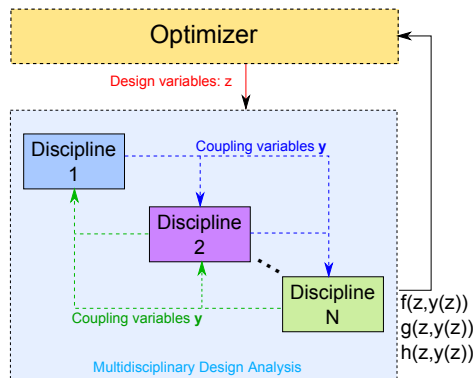 Optimizer
Design variables: z
Coupling variables y
Discipline
1
Discipline
2
Discipline
N
Coupling variables y
f(z,y(z))
g(z,y(z))
h(z,y(z))
Multidisciplinary Design Analysis